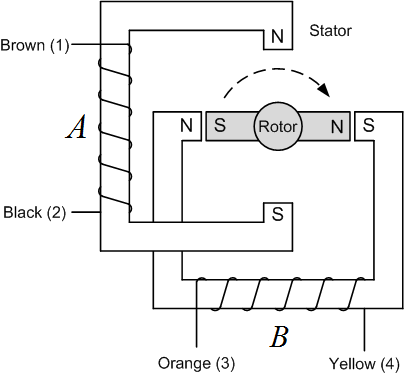 Stator
N
Brown (1)
A
N S Rotor N S
Black (2)
S
B
Orange (3) Yellow (4)